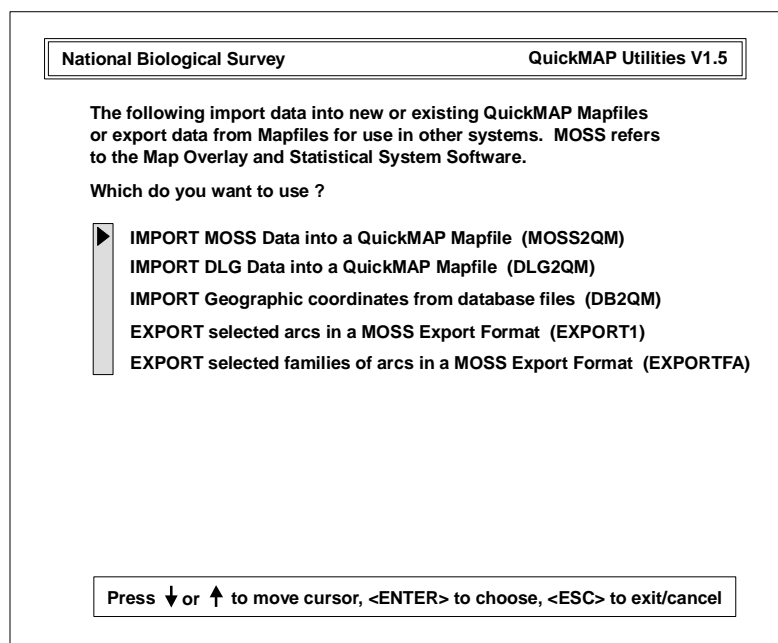 National Biological Survey QuickMAP Utilities V1.5
The following import data into new or existing QuickMAP Mapfiles
or export data from Mapfiles for use in other systems. MOSS refers
to the Map Overlay and Statistical System Software.
Which do you want to use ?
IMPORT MOSS Data into a QuickMAP Mapfile (MOSS2QM)
IMPORT DLG Data into a QuickMAP Mapfile (DLG2QM)
IMPORT Geographic coordinates from database files (DB2QM)
EXPORT selected arcs in a MOSS Export Format (EXPORT1)
EXPORT selected families of arcs in a MOSS Export Format (EXPORTFA)
Press ↓ or ↑ to move cursor, <ENTER> to choose, <ESC> to exit/cancel